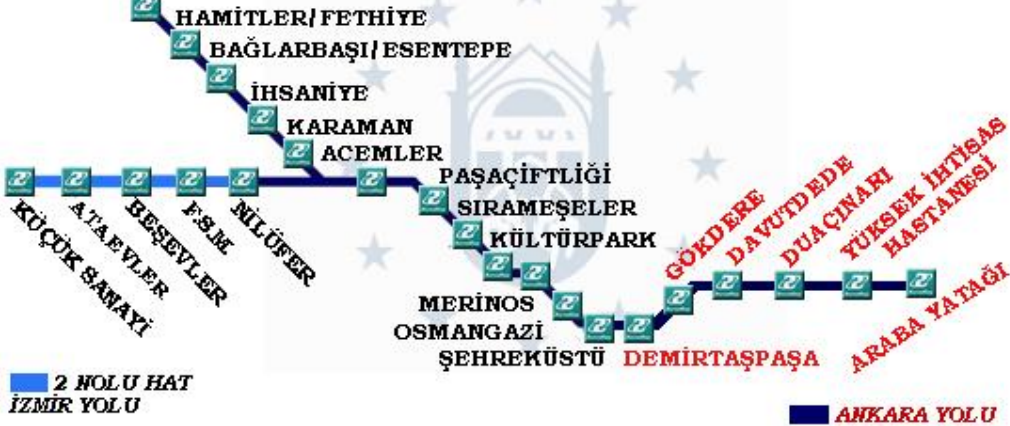 HAMİTLER/FETHİYE
BAĞLARBAŞI/ESENTEPE
İHSANİYE
KARAMAN
ACEMLER
PAŞAÇİFTLİĞİ
SIRAMEŞELER
KÜLTÜRPARK
MERİNOS
OSMANGAZİ
ŞEHREKÜSTÜ
DEMİRTAŞPAŞA
GÖKDERE
DAVUTDEDE
DUAÇINARI
YÜKSEK İHTİSAS
HASTANESİ
ARABA YATAĞI
KÜÇÜK SANAYİ
ATAEVLER
BEŞEVLER
F.S.M
NİLÜFER
2 NOLU HAT
İZMİR YOLU
ANKARA YOLU